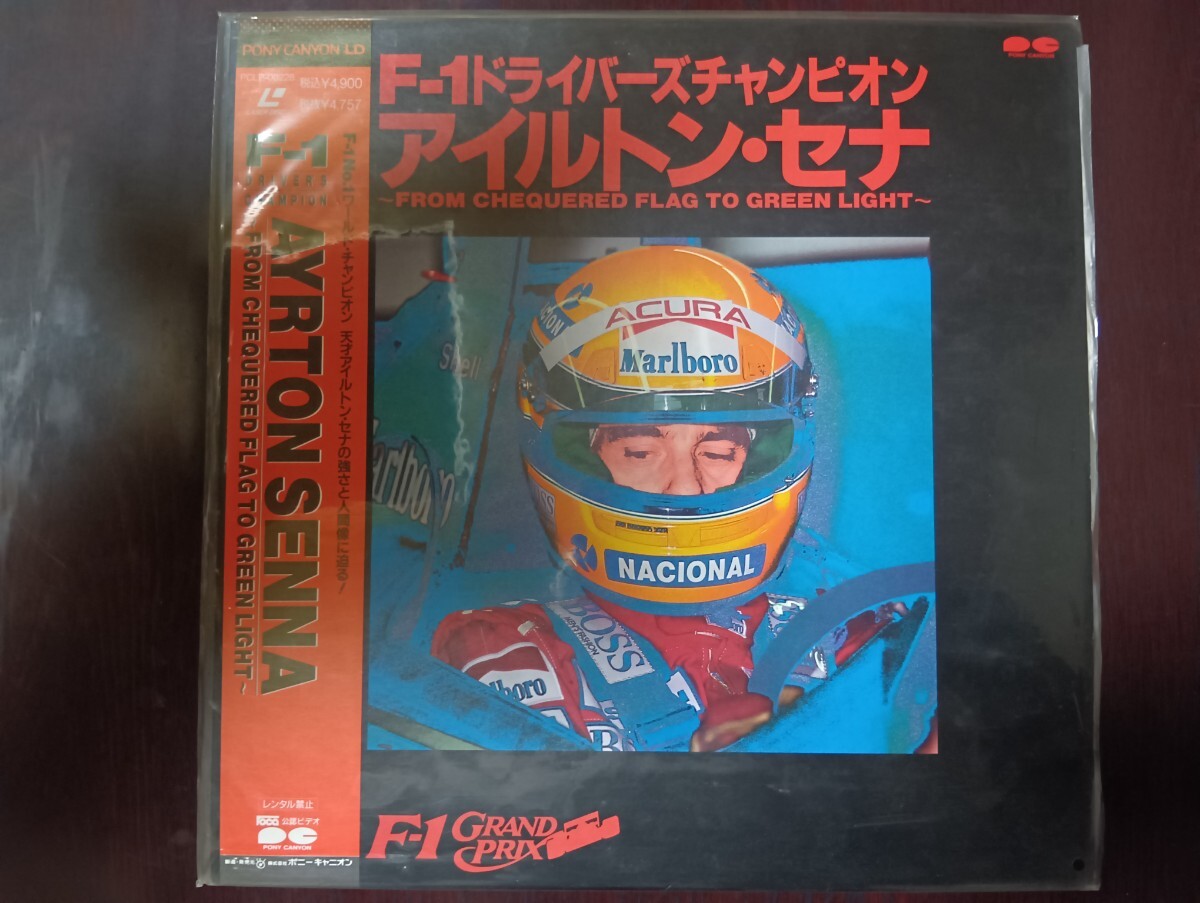 PONY CANYON LD
税込¥4,900
税抜¥4,757
F-1
DRIVERS
CHAMPION
AYRTON SENNA
~FROM CHEQUERED FLAG TO GREEN LIGHT~
F-1 No.1ワールド・チャンピオン 天才アイルトン・セナの強さと人間像に迫る!
レンタル禁止
foca 公認ビデオ
PONY CANYON
株式会社 ポニーキャニオン
PONY CANYON
F-1ドライバーズチャンピオン
アイルトン・セナ
~FROM CHEQUERED FLAG TO GREEN LIGHT~
ACURA
Marlboro
Shell
Marlboro
NACIONAL
BOSS
Marlboro
F-1 GRAND
PRIX